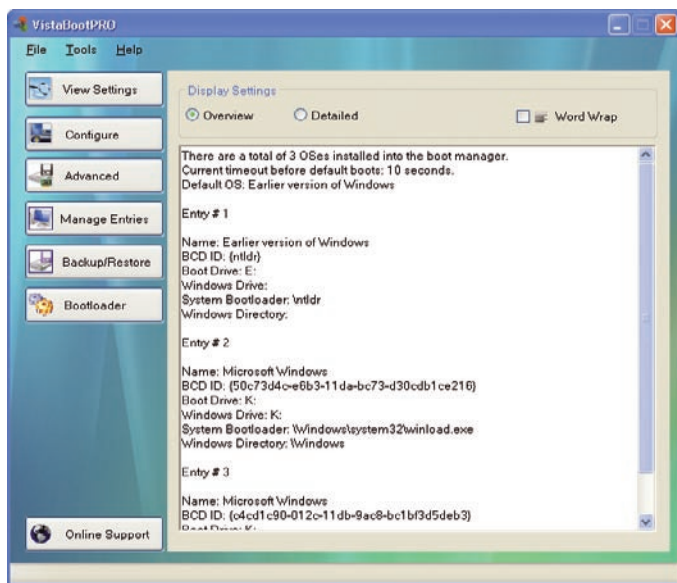 VistaBootPRO
File Tools Help
View Settings
Configure
Advanced
Manage Entries
Backup/Restore
Bootloader
Online Support
Display Settings
Overview Detailed Word Wrap
There are a total of 3 OSes installed into the boot manager.
Current timeout before default boots: 10 seconds.
Default OS: Earlier version of Windows
Entry # 1
Name: Earlier version of Windows
BCD ID: {ntldr}
Boot Drive: E:
Windows Drive:
System Bootloader: \ntldr
Windows Directory:
Entry # 2
Name: Microsoft Windows
BCD ID: {50c73d4c-e6b3-11da-bc73-d30cdb1ce216}
Boot Drive: K:
Windows Drive: K:
System Bootloader: \Windows\system32\winload.exe
Windows Directory: \Windows
Entry # 3
Name: Microsoft Windows
BCD ID: {c4cd1c90-012c-11db-9ac8-bc1bf3d5deb3}
Boot Drive: K: